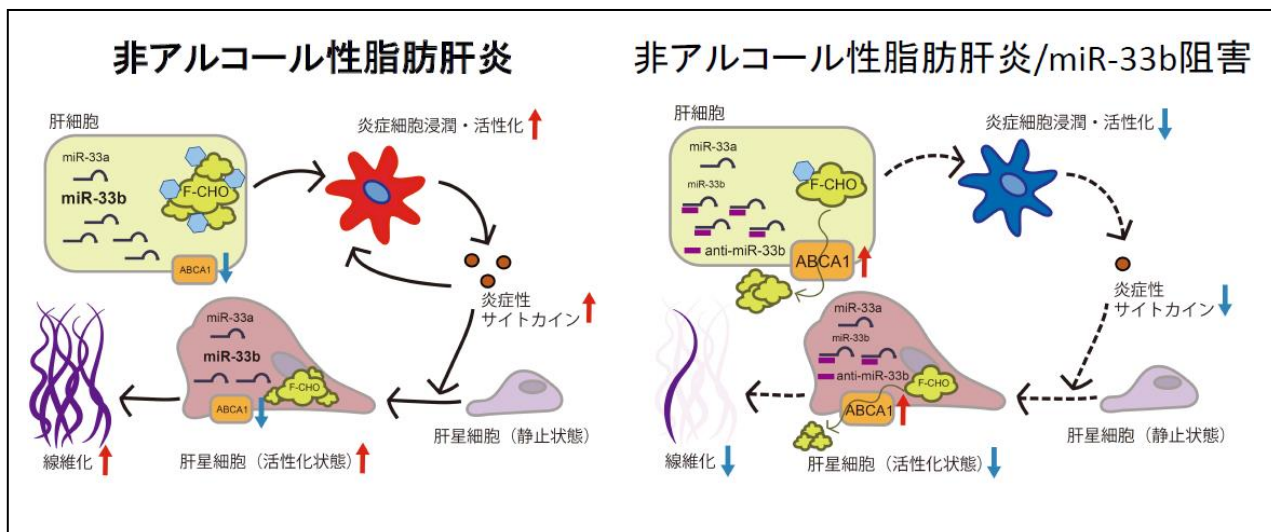 非アルコール性脂肪肝炎
肝細胞
miR-33a
miR-33b
F-CHO
ABCA1
炎症細胞浸潤・活性化
炎症性
サイトカイン
miR-33a
miR-33b
F-CHO
ABCA1
線維化
肝星細胞（活性化状態）
肝星細胞（静止状態）
非アルコール性脂肪肝炎/miR-33b阻害
肝細胞
miR-33a
miR-33b
F-CHO
anti-miR-33b
ABCA1
炎症細胞浸潤・活性化
炎症性
サイトカイン
miR-33a
miR-33b
anti-miR-33b
F-CHO
ABCA1
線維化
肝星細胞（活性化状態）
肝星細胞（静止状態）